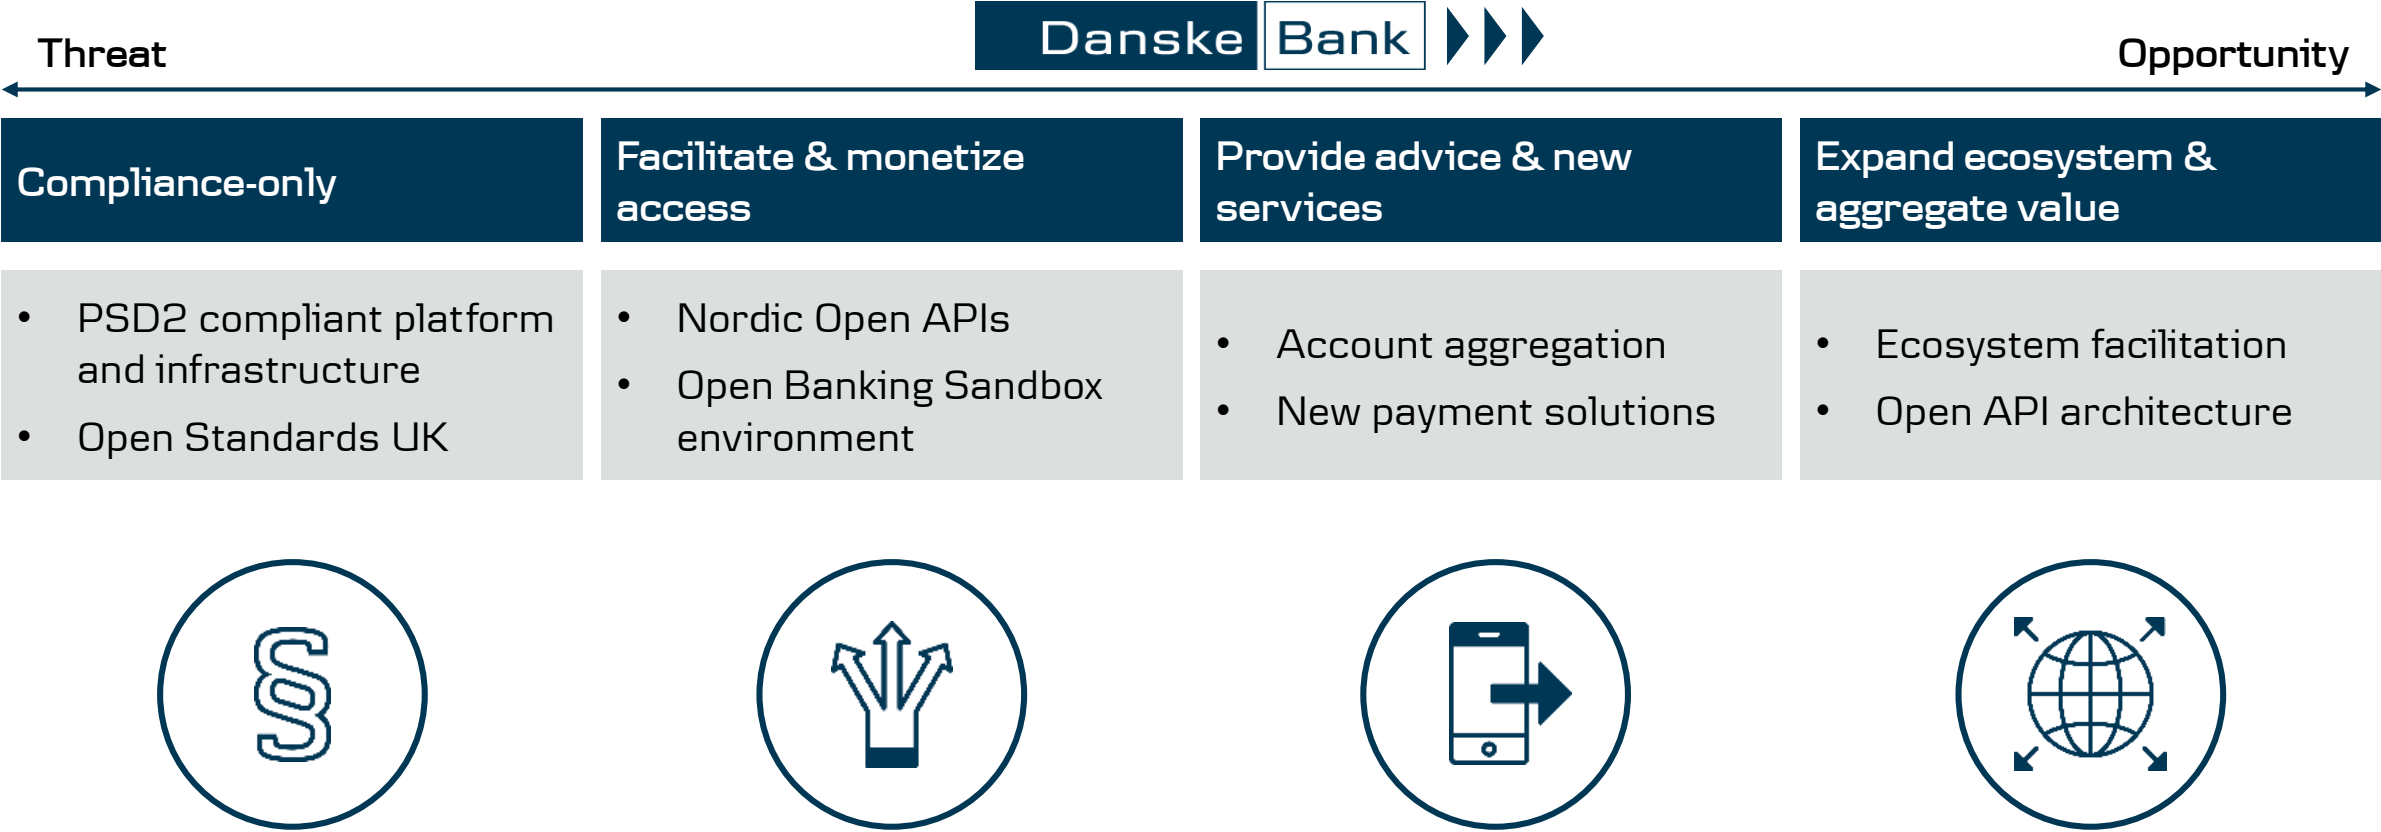 Danske Bank
Threat
Opportunity
Compliance-only
Facilitate & monetize
access
Provide advice & new
services
Expand ecosystem &
aggregate value
• PSD2 compliant platform
and infrastructure
• Open Standards UK
• Nordic Open APIs
• Open Banking Sandbox
environment
• Account aggregation
• New payment solutions
• Ecosystem facilitation
• Open API architecture
§